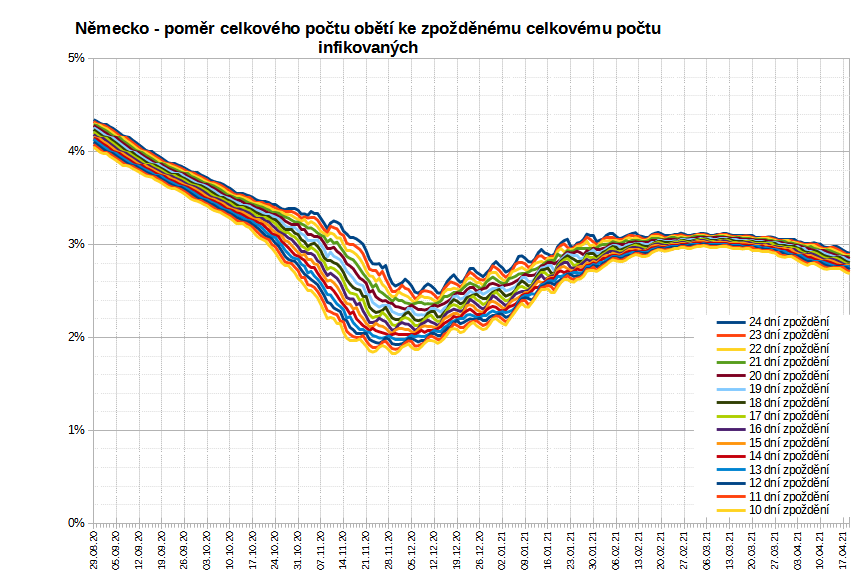 Německo - poměr celkového počtu obětí ke zpožděnému celkovému počtu
infikovaných
5%
4%
3%
2%
1%
0%
24 dní zpoždění
23 dní zpoždění
22 dní zpoždění
21 dní zpoždění
20 dní zpoždění
19 dní zpoždění
18 dní zpoždění
17 dní zpoždění
16 dní zpoždění
15 dní zpoždění
14 dní zpoždění
13 dní zpoždění
12 dní zpoždění
11 dní zpoždění
10 dní zpoždění
29.08.20
05.09.20
12.09.20
19.09.20
26.09.20
03.10.20
10.10.20
17.10.20
24.10.20
31.10.20
07.11.20
14.11.20
21.11.20
28.11.20
05.12.20
12.12.20
19.12.20
26.12.20
02.01.21
09.01.21
16.01.21
23.01.21
30.01.21
06.02.21
13.02.21
20.02.21
27.02.21
06.03.21
13.03.21
20.03.21
27.03.21
03.04.21
10.04.21
17.04.21